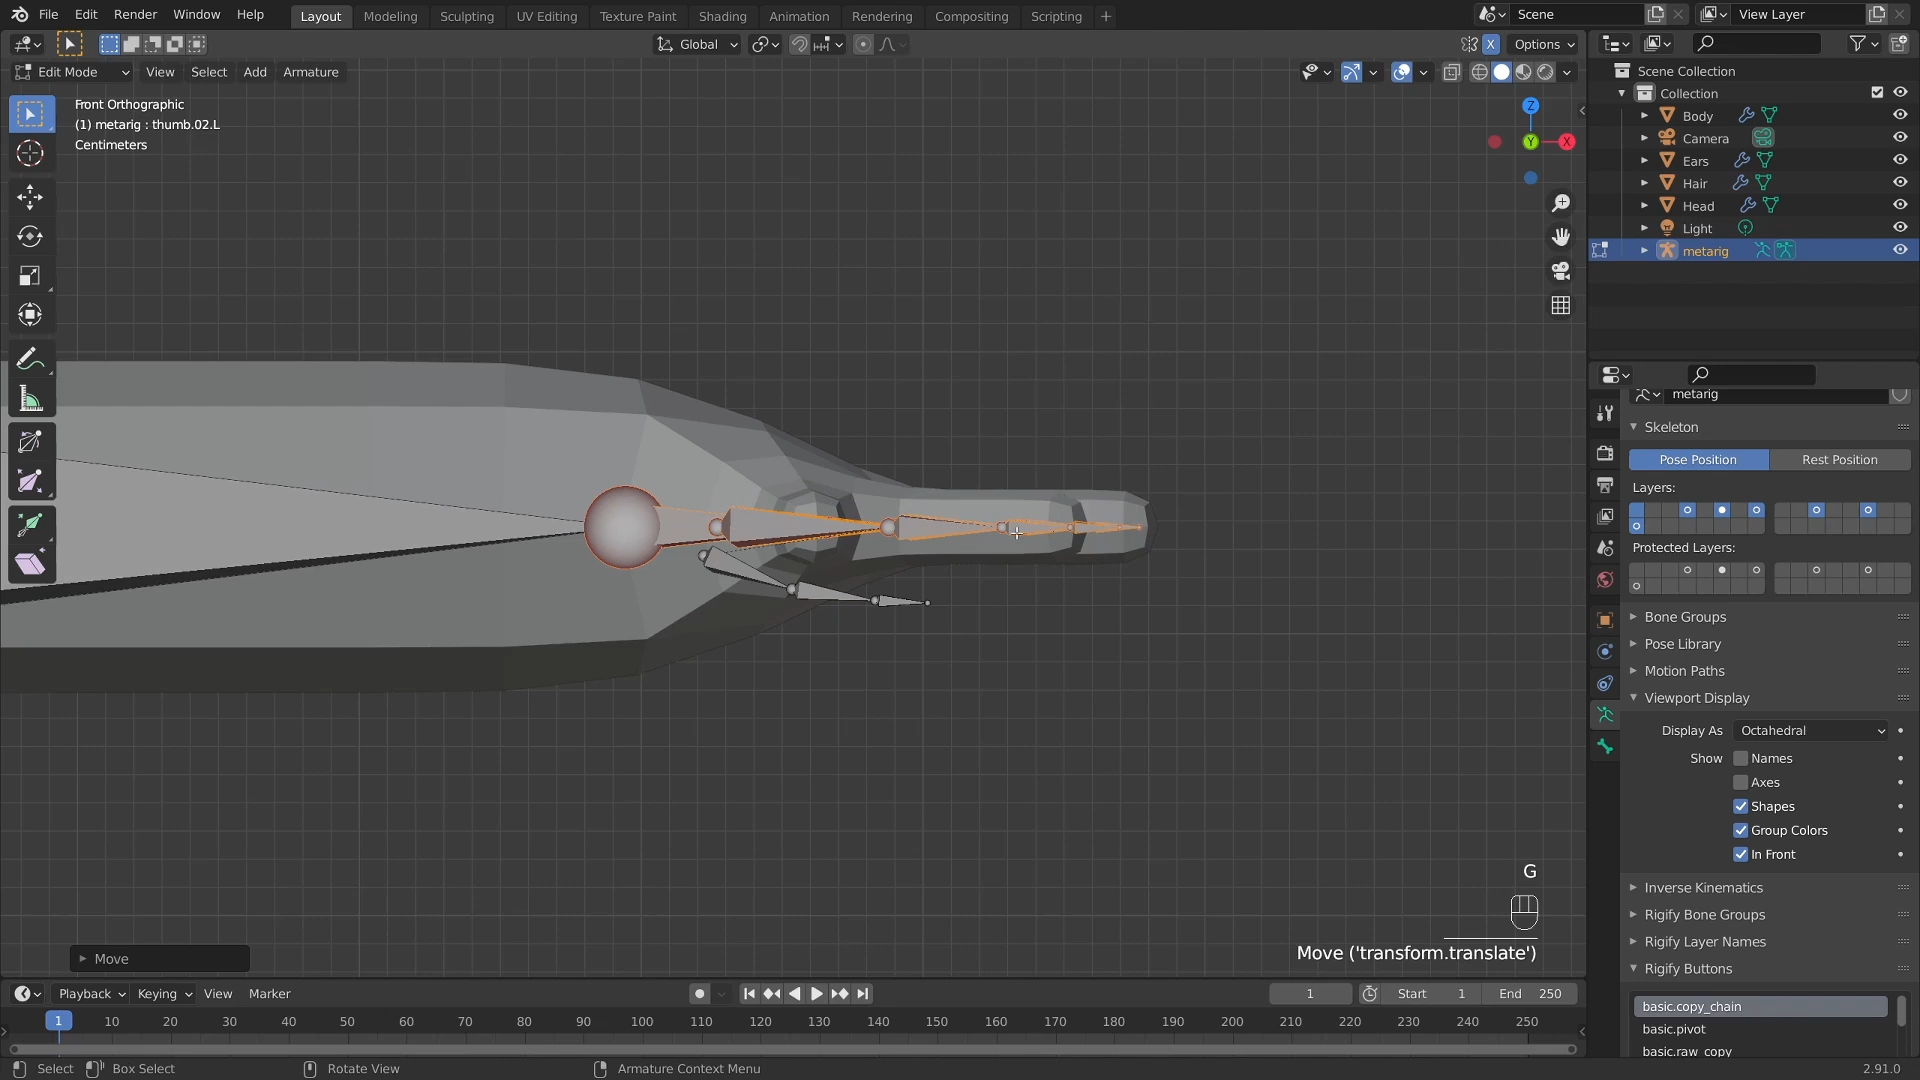 File Edit Render Window Help Layout Modeling Sculpting UV Editing Texture Paint Shading Animation Rendering Compositing Scripting + Scene View Layer
Global X Options
Edit Mode View Select Add Armature
Front Orthographic
(1) metarig : thumb.02.L
Centimeters
Z
Y X
Scene Collection
Collection
Body
Camera
Ears
Hair
Head
Light
metarig
metarig
Skeleton
Pose Position Rest Position
Layers:
Protected Layers:
Bone Groups
Pose Library
Motion Paths
Viewport Display
Display As Octahedral
Show Names
Axes
Shapes
Group Colors
In Front
Inverse Kinematics
Rigify Bone Groups
Rigify Layer Names
Rigify Buttons
basic.copy_chain
basic.pivot
basic.raw_copy
G
Move ('transform.translate')
Move
Playback Keying View Marker 1 Start 1 End 250
1 10 20 30 40 50 60 70 80 90 100 110 120 130 140 150 160 170 180 190 200 210 220 230 240 250
Select Box Select Rotate View Armature Context Menu 2.91.0